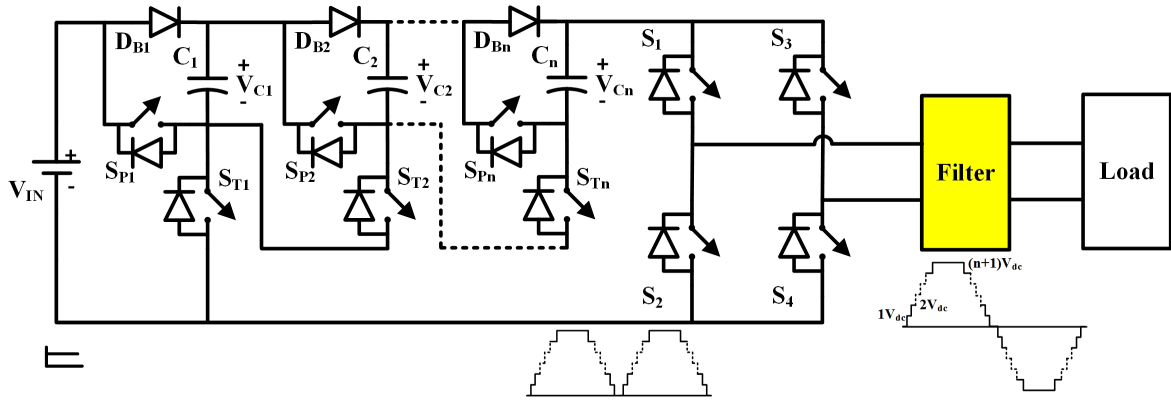 D_B1
C_1
+
V_C1
-
D_B2
C_2
+
V_C2
-
D_Bn
C_n
+
V_Cn
-
S_1
S_3
S_P1
S_P2
S_Pn
+
V_IN
-
S_T1
S_T2
S_Tn
Filter
Load
S_2
S_4
(n+1)V_dc
2V_dc
1V_dc